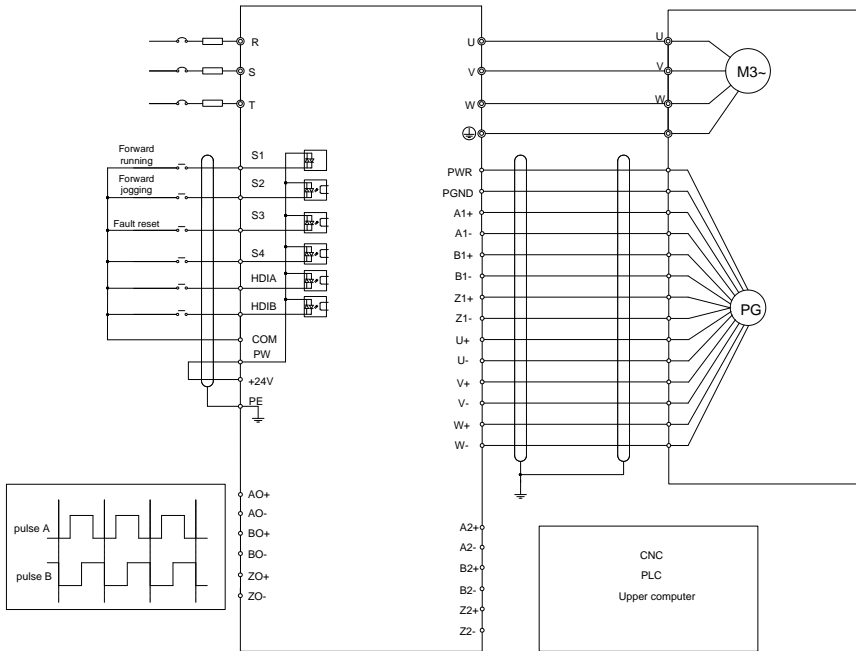 R
S
T
Forward
running
Forward
jogging
Fault reset
S1
S2
S3
S4
HDIA
HDIB
COM
PW
+24V
PE
U
V
W
U
V
W
M3~
PWR
PGND
A1+
A1-
B1+
B1-
Z1+
Z1-
U+
U-
V+
V-
W+
W-
PG
pulse A
pulse B
AO+
AO-
BO+
BO-
ZO+
ZO-
A2+
A2-
B2+
B2-
Z2+
Z2-
CNC
PLC
Upper computer